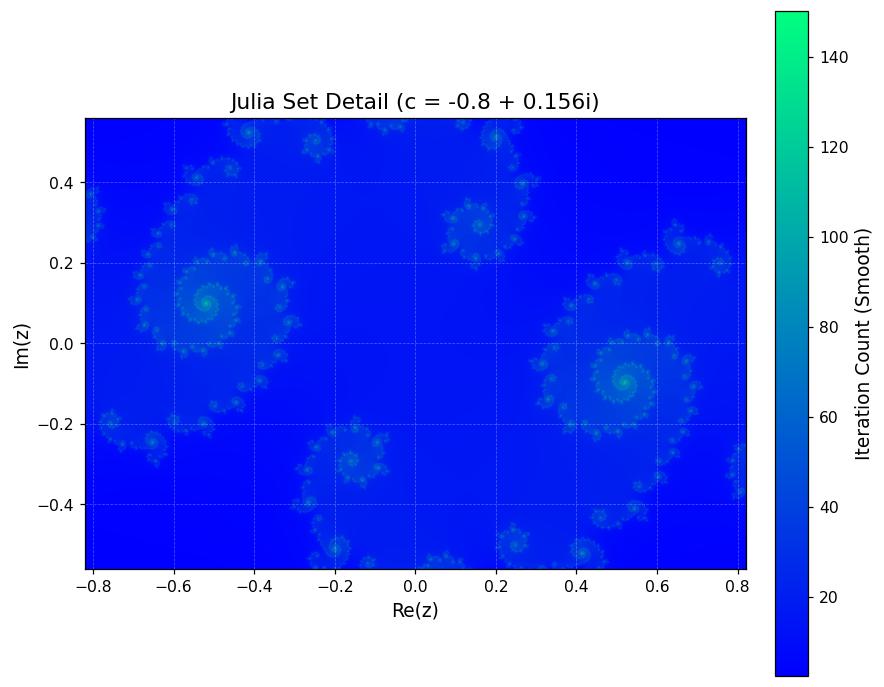 Julia Set Detail (c = -0.8 + 0.156i)
0.4
0.2
0.0
−0.2
−0.4
Im(z)
−0.8 −0.6 −0.4 −0.2 0.0 0.2 0.4 0.6 0.8
Re(z)
140
120
100
80
60
40
20
Iteration Count (Smooth)